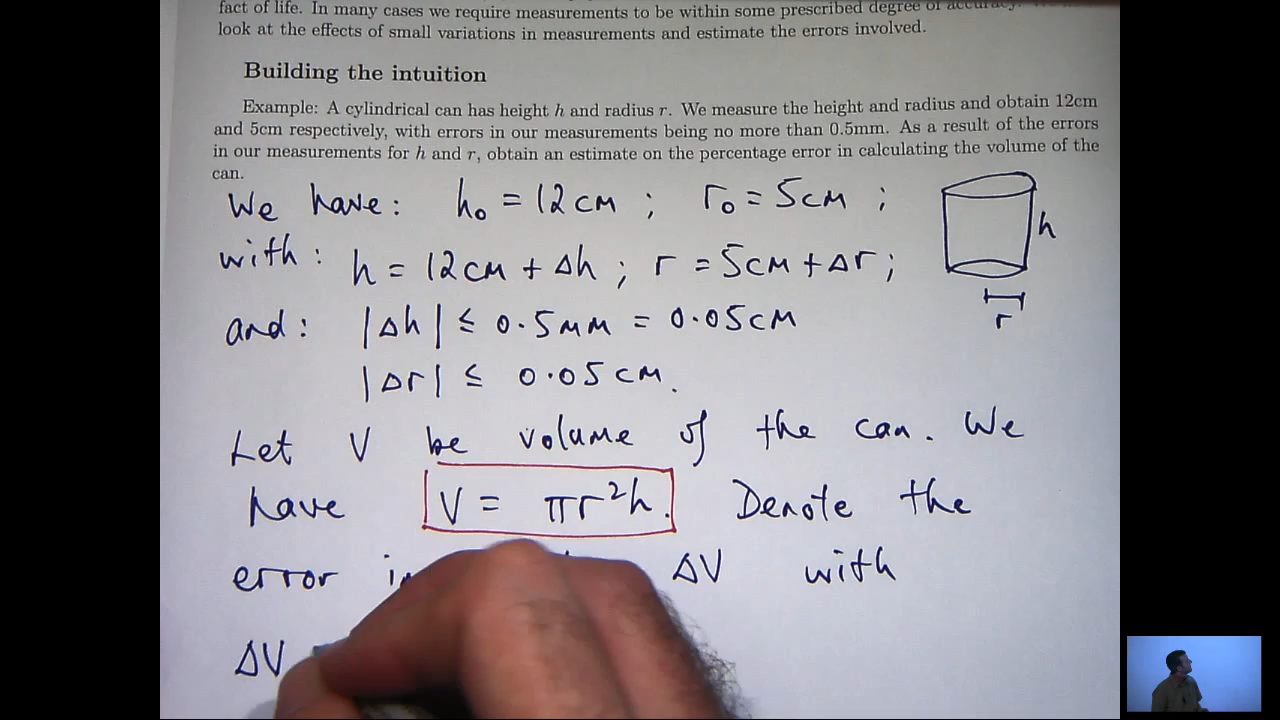 fact of life. In many cases we require measurements to be within some prescribed degree of accuracy.
look at the effects of small variations in measurements and estimate the errors involved.
Building the intuition
Example: A cylindrical can has height h and radius r. We measure the height and radius and obtain 12cm
and 5cm respectively, with errors in our measurements being no more than 0.5mm. As a result of the errors
in our measurements for h and r, obtain an estimate on the percentage error in calculating the volume of the
can.
We have: h₀ = 12cm ; r₀ = 5cm ;
with: h = 12cm + Δh ; r = 5cm + Δr ;
h
and: |Δh| ≤ 0.5mm = 0.05cm
r
|Δr| ≤ 0.05cm.
Let V be volume of the can. We
have V = πr²h. Denote the
error ΔV with
ΔV